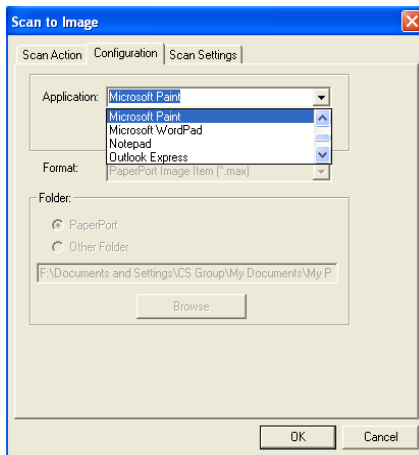 Scan to Image
Scan Action Configuration Scan Settings
Application: Microsoft Paint
Microsoft Paint
Microsoft WordPad
Notepad
Outlook Express
Format: PaperPort Image Item (*.max)
Folder:
PaperPort
Other Folder
F:\Documents and Settings\CS Group\My Documents\My P
Browse
OK Cancel